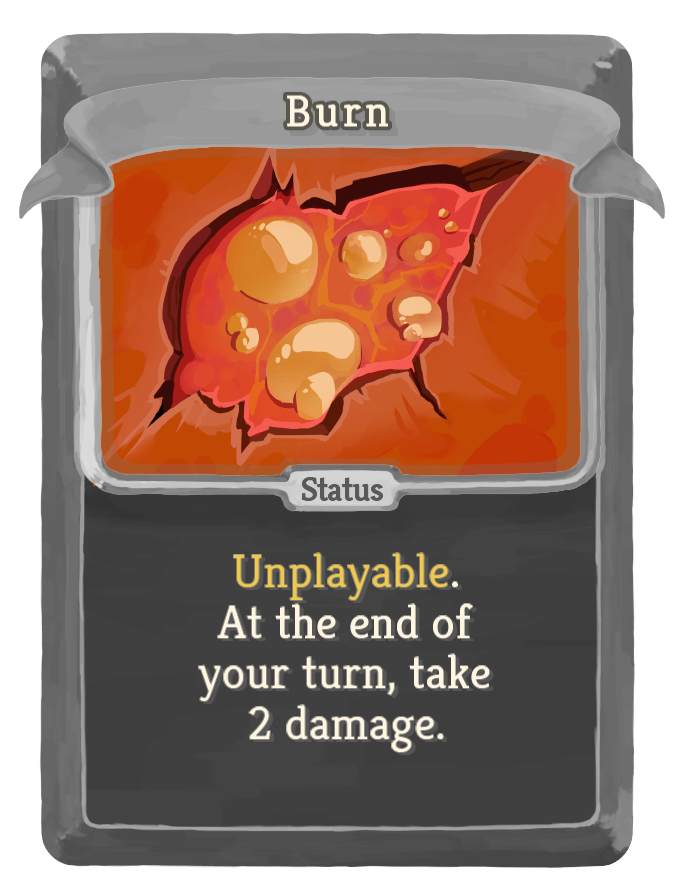 Burn
Status
Unplayable.
At the end of
your turn, take
2 damage.